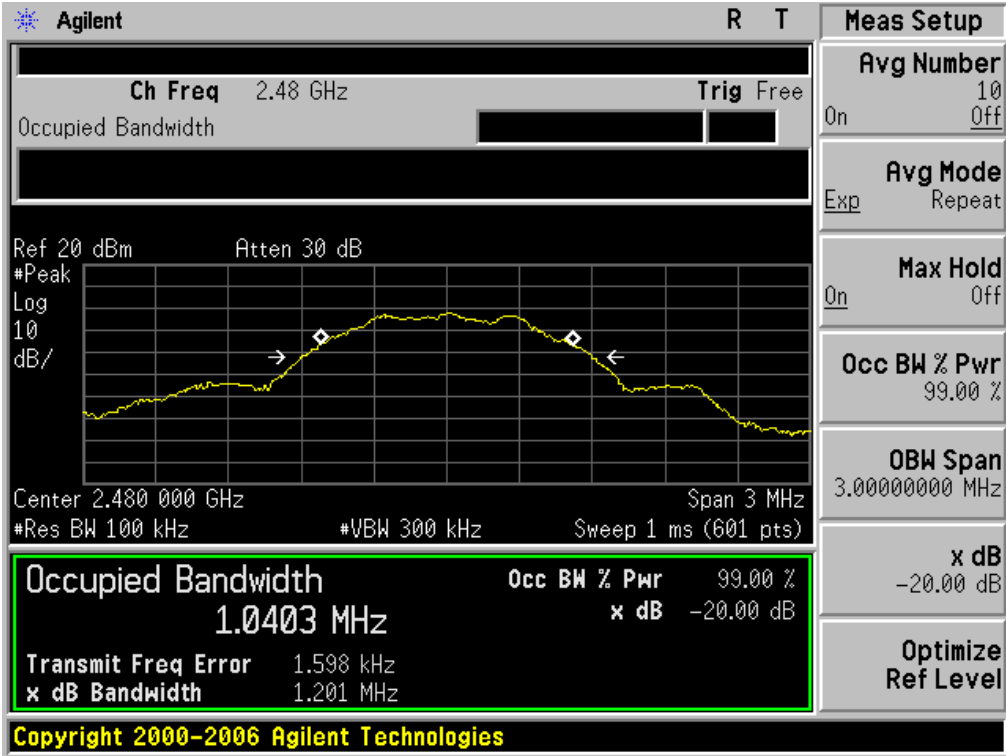 Agilent R T
Ch Freq 2.48 GHz Trig Free
Occupied Bandwidth
Ref 20 dBm Atten 30 dB
#Peak
Log
10
dB/
Center 2.480 000 GHz Span 3 MHz
#Res BW 100 kHz #VBW 300 kHz Sweep 1 ms (601 pts)
Occupied Bandwidth
1.0403 MHz
Occ BW % Pwr 99.00 %
x dB -20.00 dB
Transmit Freq Error 1.598 kHz
x dB Bandwidth 1.201 MHz
Copyright 2000-2006 Agilent Technologies
Meas Setup
Avg Number
10
On Off
Avg Mode
Exp Repeat
Max Hold
On Off
Occ BW % Pwr
99.00 %
OBW Span
3.00000000 MHz
x dB
-20.00 dB
Optimize
Ref Level